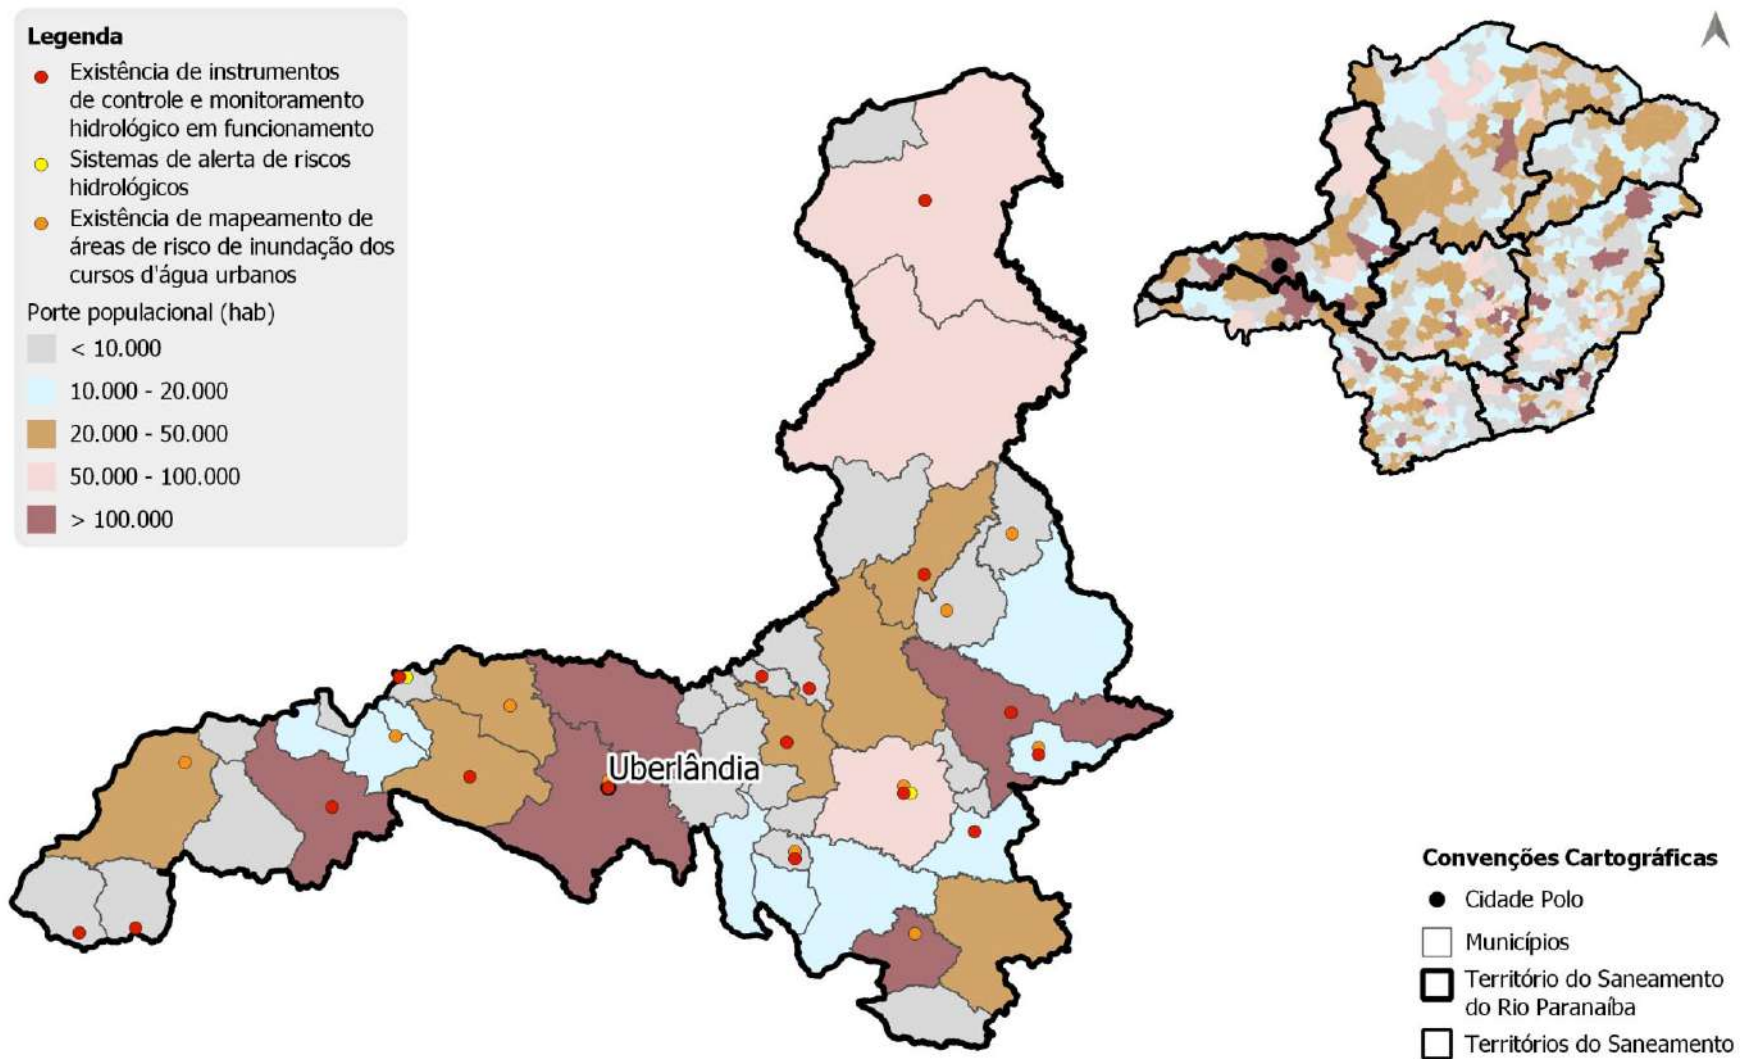 Legenda
Existência de instrumentos
de controle e monitoramento
hidrológico em funcionamento
Sistemas de alerta de riscos
hidrológicos
Existência de mapeamento de
áreas de risco de inundação dos
cursos d'água urbanos
Porte populacional (hab)
< 10.000
10.000 - 20.000
20.000 - 50.000
50.000 - 100.000
> 100.000
Uberlândia
Convenções Cartográficas
Cidade Polo
Municípios
Território do Saneamento
do Rio Paranaíba
Territórios do Saneamento